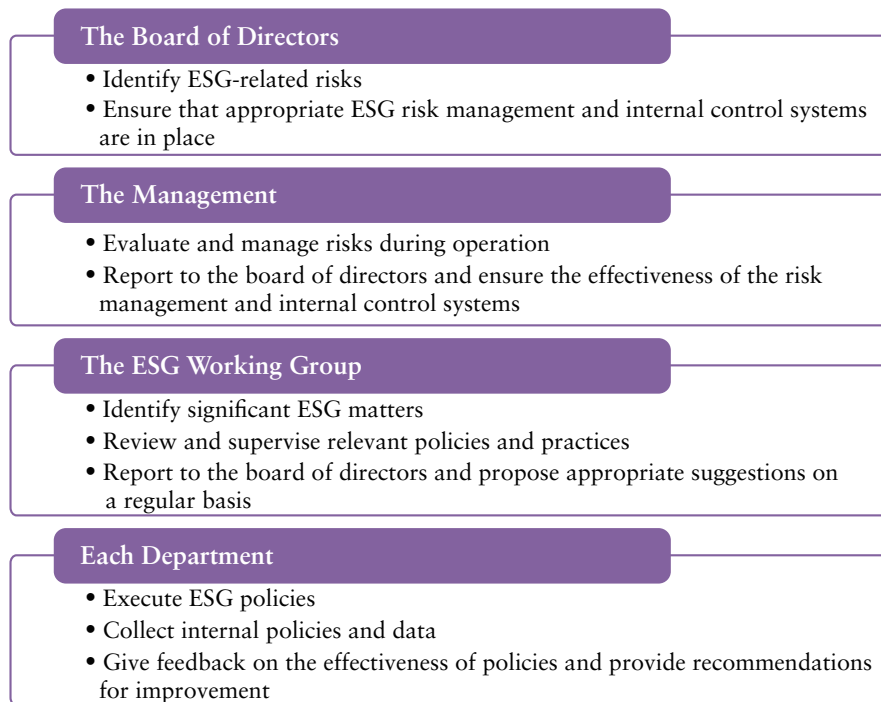 The Board of Directors
• Identify ESG-related risks
• Ensure that appropriate ESG risk management and internal control systems
are in place
The Management
• Evaluate and manage risks during operation
• Report to the board of directors and ensure the effectiveness of the risk
management and internal control systems
The ESG Working Group
• Identify significant ESG matters
• Review and supervise relevant policies and practices
• Report to the board of directors and propose appropriate suggestions on
a regular basis
Each Department
• Execute ESG policies
• Collect internal policies and data
• Give feedback on the effectiveness of policies and provide recommendations
for improvement